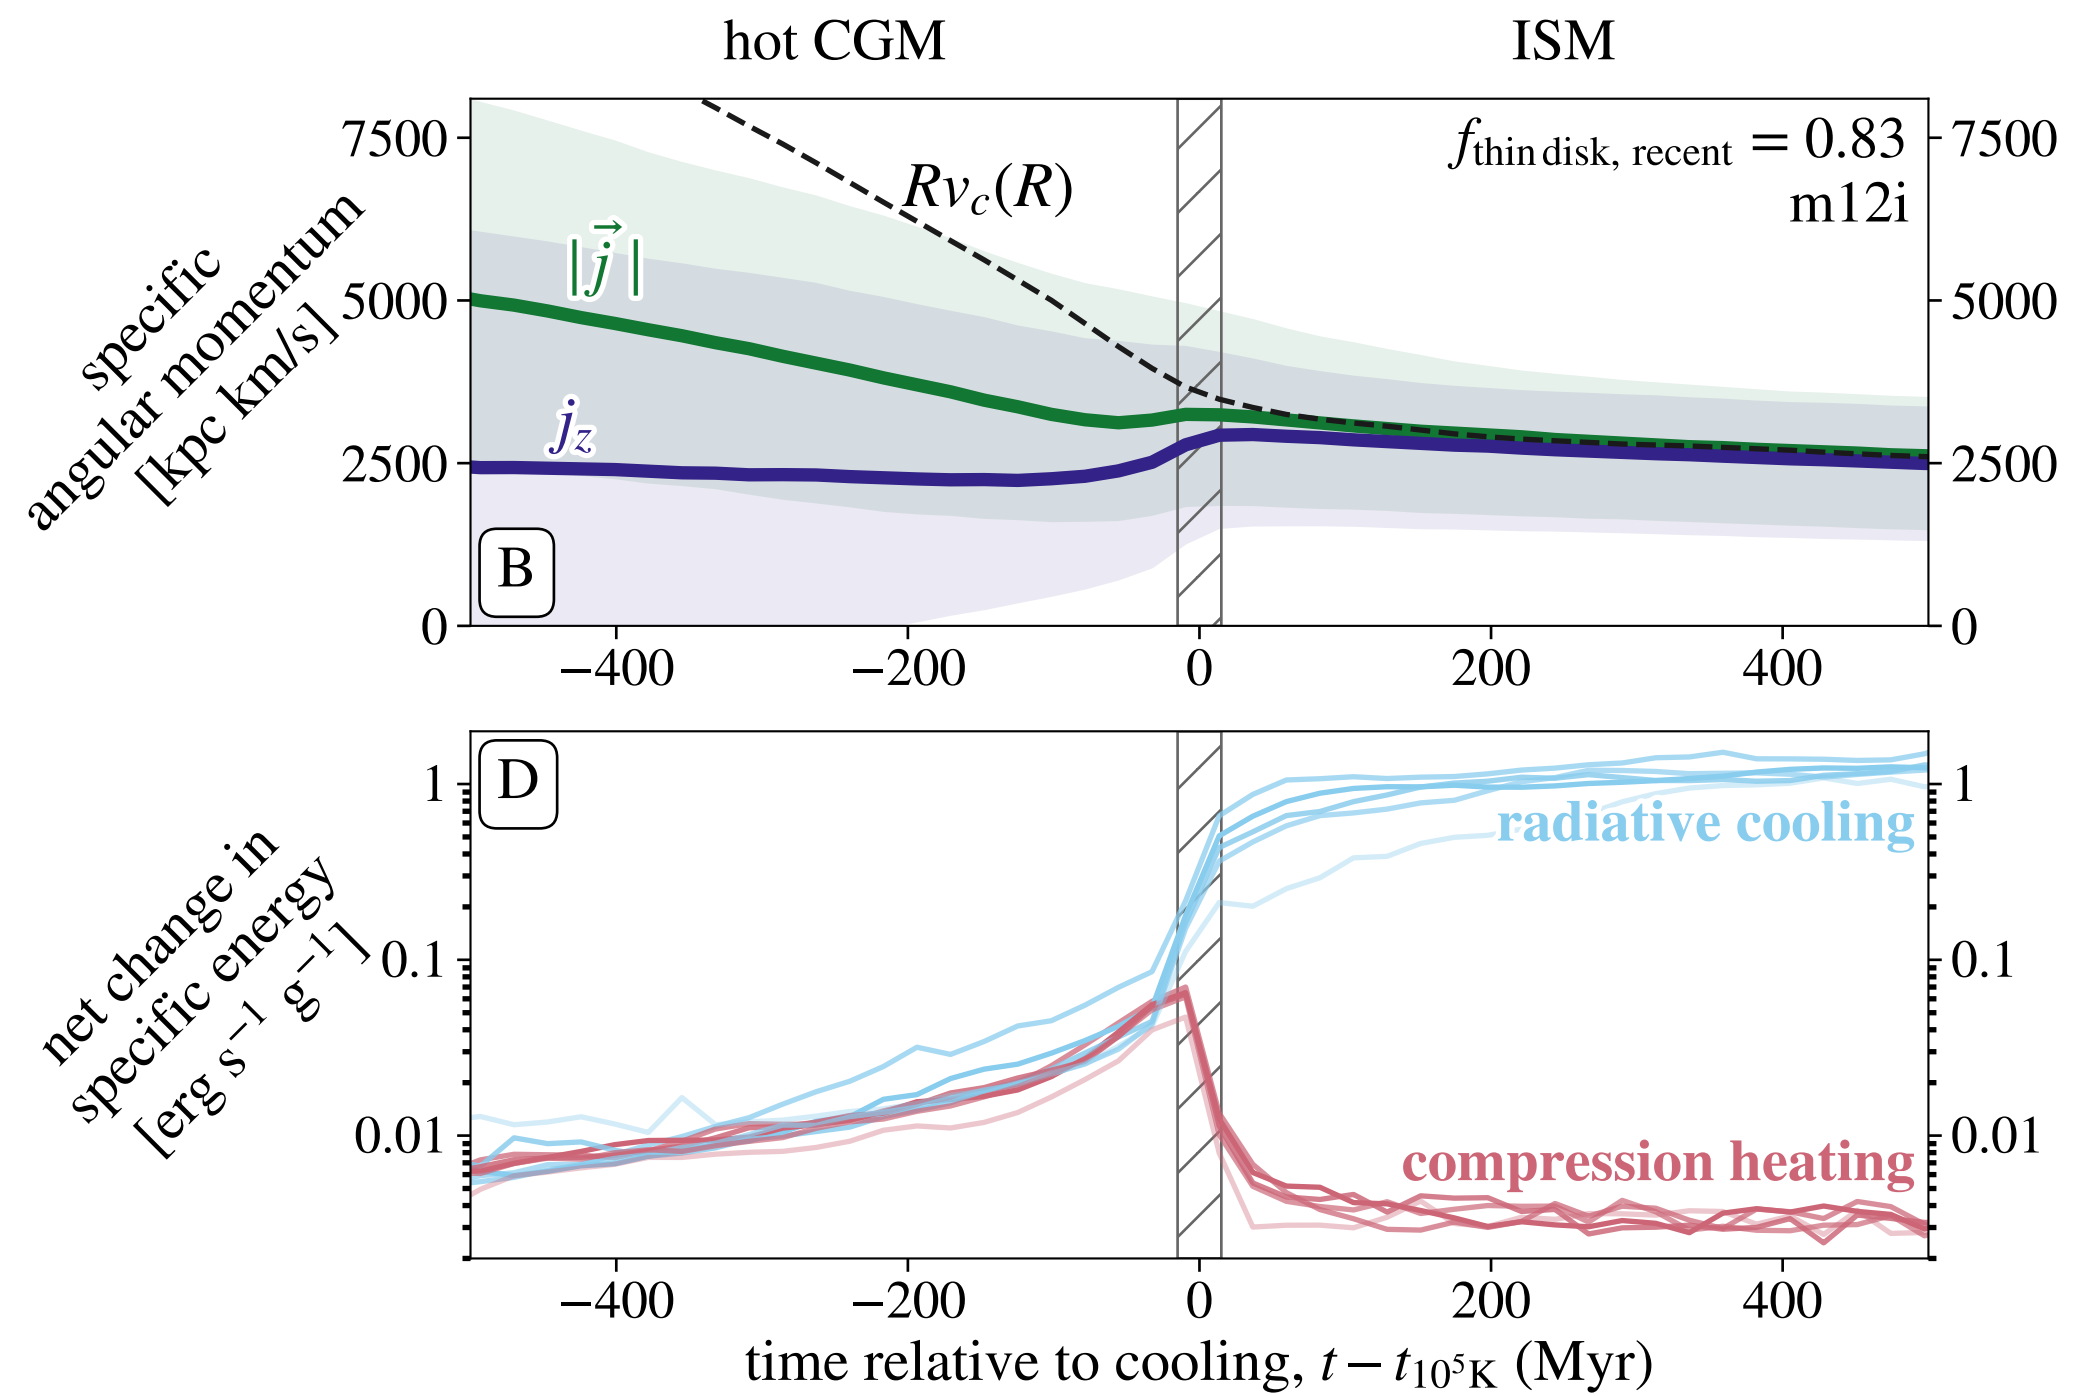 hot CGM
ISM
specific
angular momentum
[kpc km/s]
7500
5000
2500
0
|j⃗|
j_z
Rv_c(R)
f_thin disk, recent = 0.83
m12i
B
7500
5000
2500
0
−400
−200
0
200
400
net change in
specific energy
[erg s⁻¹ g⁻¹]
1
0.1
0.01
D
radiative cooling
compression heating
1
0.1
0.01
−400
−200
0
200
400
time relative to cooling, t − t_10⁵K (Myr)